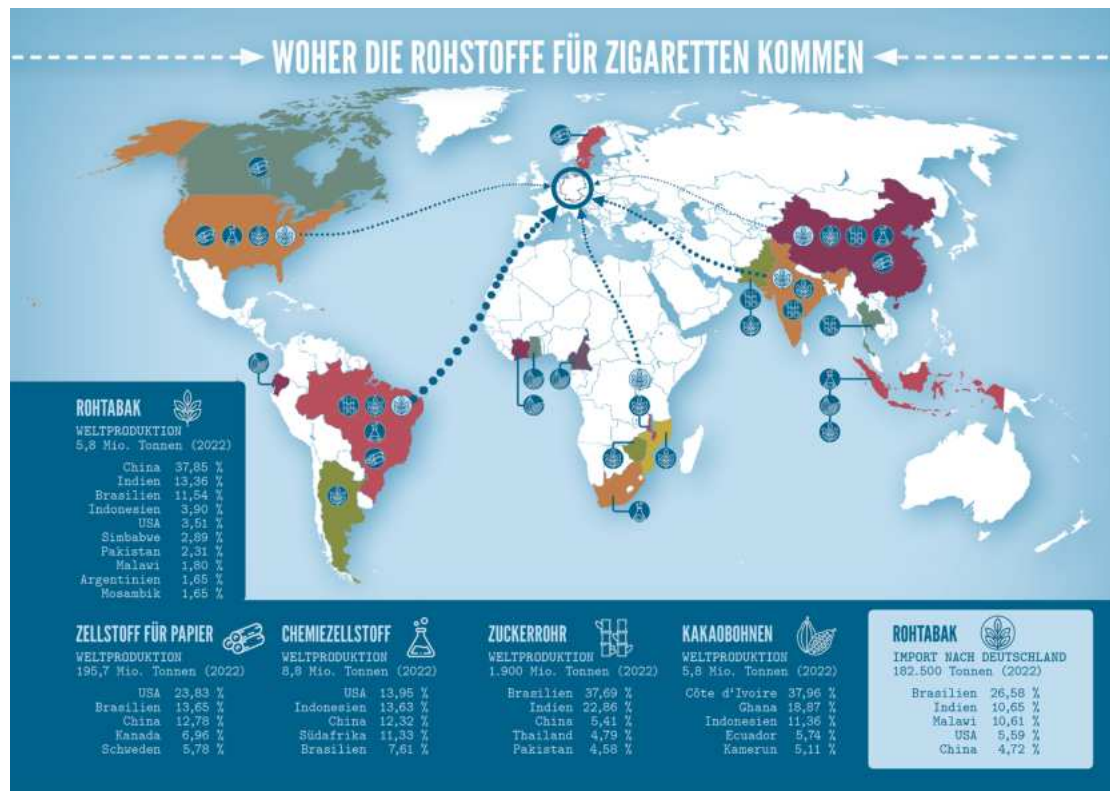 WOHER DIE ROHSTOFFE FÜR ZIGARETTEN KOMMEN
ROHTABAK
WELTPRODUKTION
5,8 Mio. Tonnen (2022)
China 37,85 %
Indien 13,36 %
Brasilien 11,54 %
Indonesien 3,90 %
USA 3,51 %
Simbabwe 2,89 %
Pakistan 2,31 %
Malawi 1,80 %
Argentinien 1,65 %
Mosambik 1,65 %
ZELLSTOFF FÜR PAPIER
WELTPRODUKTION
195,7 Mio. Tonnen (2022)
USA 23,83 %
Brasilien 13,65 %
China 12,78 %
Kanada 6,96 %
Schweden 5,78 %
CHEMIEZELLSTOFF
WELTPRODUKTION
8,8 Mio. Tonnen (2022)
USA 13,95 %
Indonesien 13,63 %
China 12,32 %
Südafrika 11,33 %
Brasilien 7,61 %
ZUCKERROHR
WELTPRODUKTION
1.900 Mio. Tonnen (2022)
Brasilien 37,69 %
Indien 22,86 %
China 5,41 %
Thailand 4,79 %
Pakistan 4,58 %
KAKAOBOHNEN
WELTPRODUKTION
5,8 Mio. Tonnen (2022)
Côte d'Ivoire 37,96 %
Ghana 18,87 %
Indonesien 11,36 %
Ecuador 5,74 %
Kamerun 5,11 %
ROHTABAK
IMPORT NACH DEUTSCHLAND
182.500 Tonnen (2022)
Brasilien 26,58 %
Indien 10,65 %
Malawi 10,61 %
USA 5,59 %
China 4,72 %